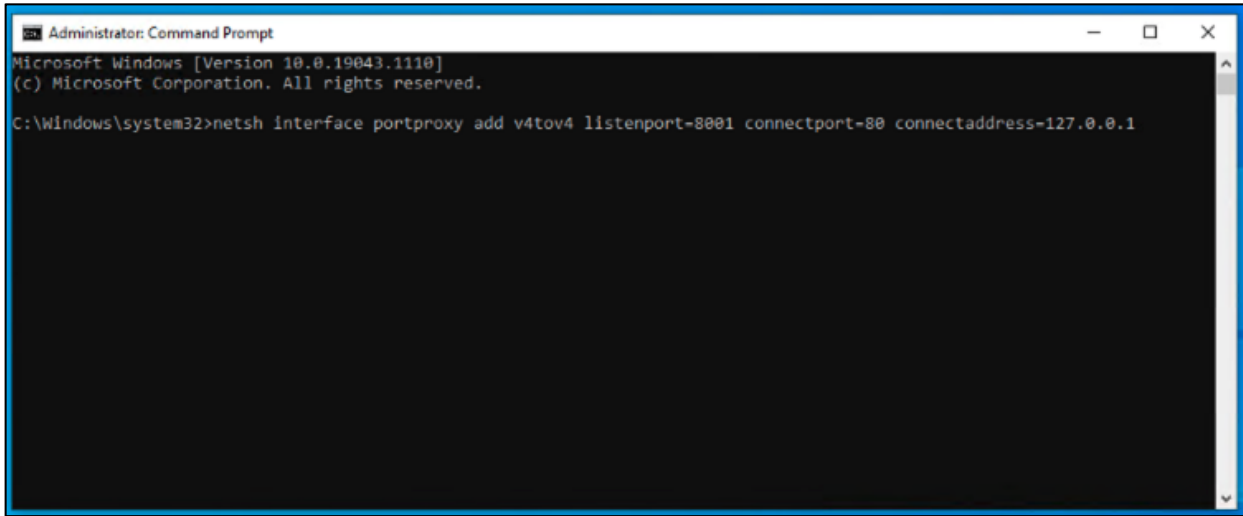 Administrator: Command Prompt
Microsoft Windows [Version 10.0.19043.1110]
(c) Microsoft Corporation. All rights reserved.
C:\Windows\system32>netsh interface portproxy add v4tov4 listenport=8001 connectport=80 connectaddress=127.0.0.1